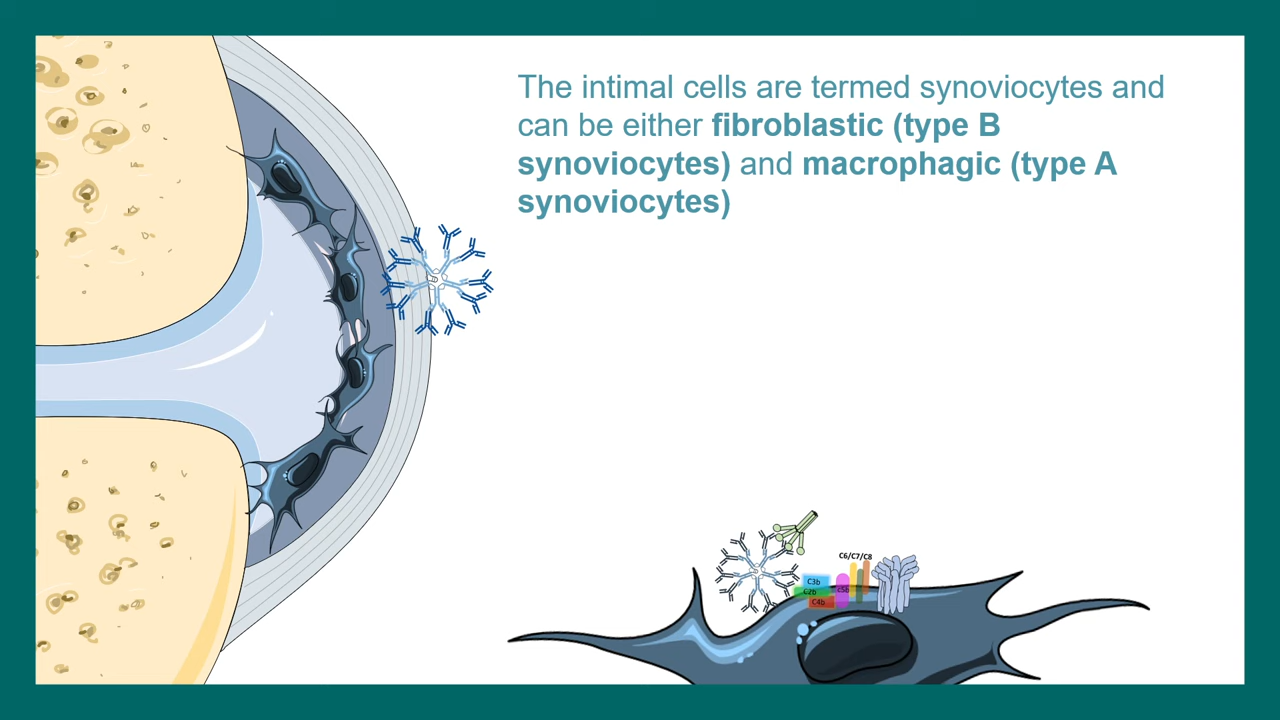 The intimal cells are termed synoviocytes and
can be either fibroblastic (type B
synoviocytes) and macrophagic (type A
synoviocytes)
C6/C7/C8
C3b
C2b
C5b
C4b